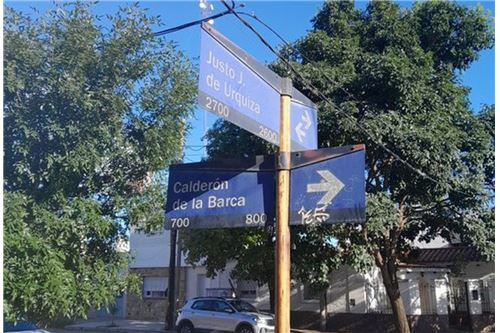 Justo J.
de Urquiza
2700 2600
Calderón
de la Barca
700 800